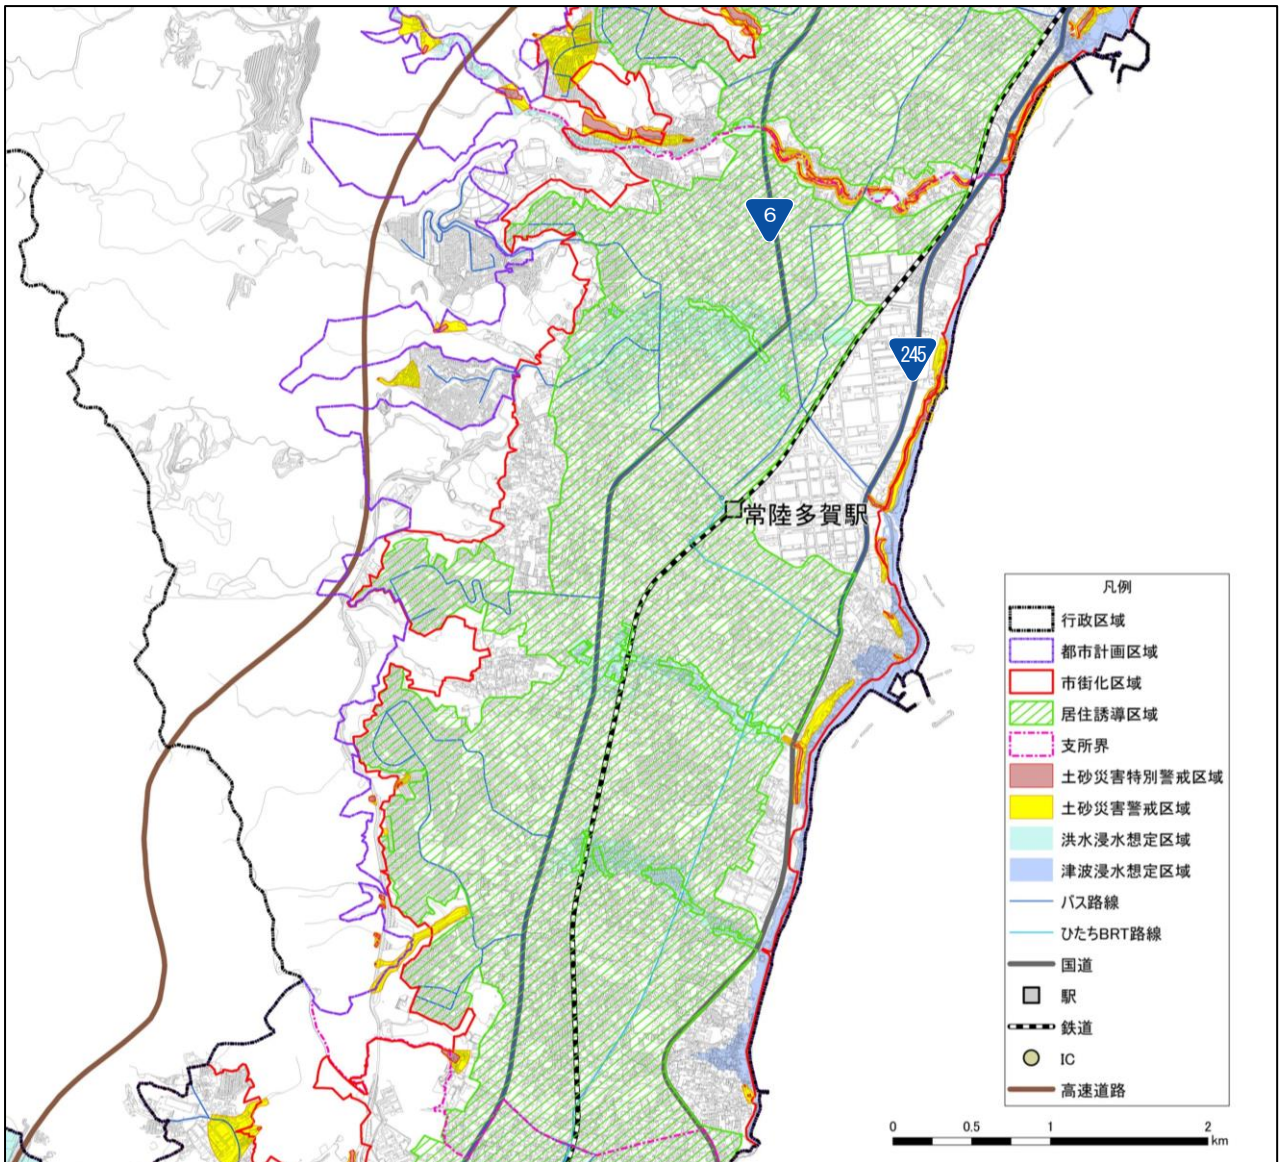 6
245
常陸多賀駅
凡例
行政区域
都市計画区域
市街化区域
居住誘導区域
支所界
土砂災害特別警戒区域
土砂災害警戒区域
洪水浸水想定区域
津波浸水想定区域
バス路線
ひたちBRT路線
国道
駅
鉄道
IC
高速道路
0 0.5 1 2
km